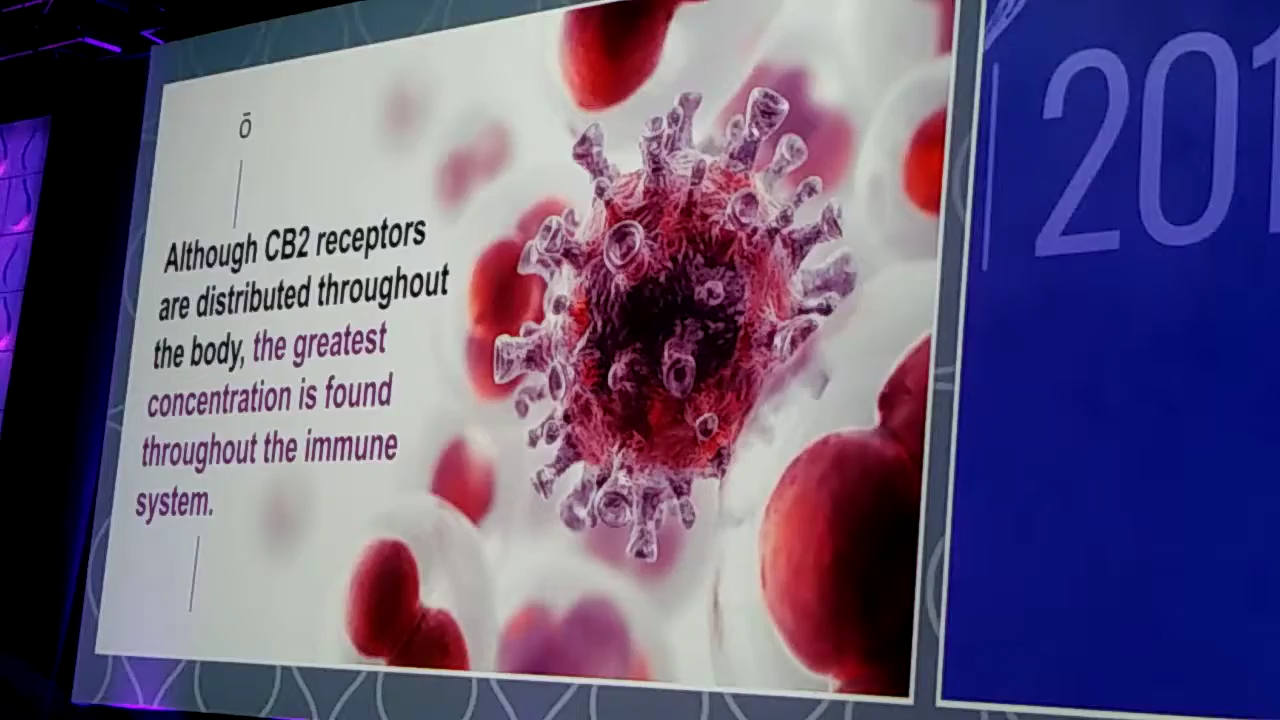 ō
Although CB2 receptors
are distributed throughout
the body, the greatest
concentration is found
throughout the immune
system.
201